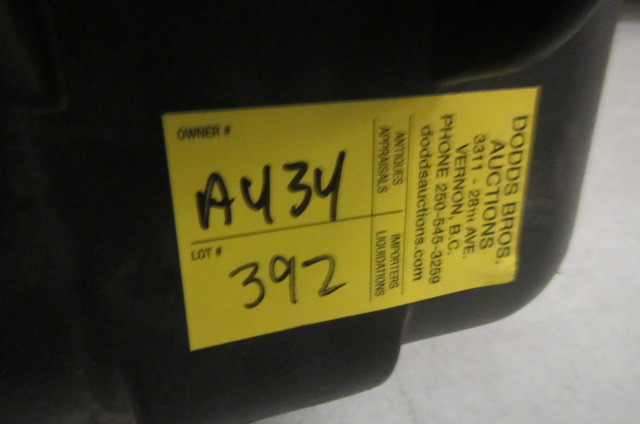 DODDS BROS.
AUCTIONS
3311 - 28TH AVE.
VERNON, B.C.
PHONE 250-545-3259
doddsauctions.com
ANTIQUES
APPRAISALS
IMPORTERS
LIQUIDATIONS
OWNER #
A434
LOT #
392